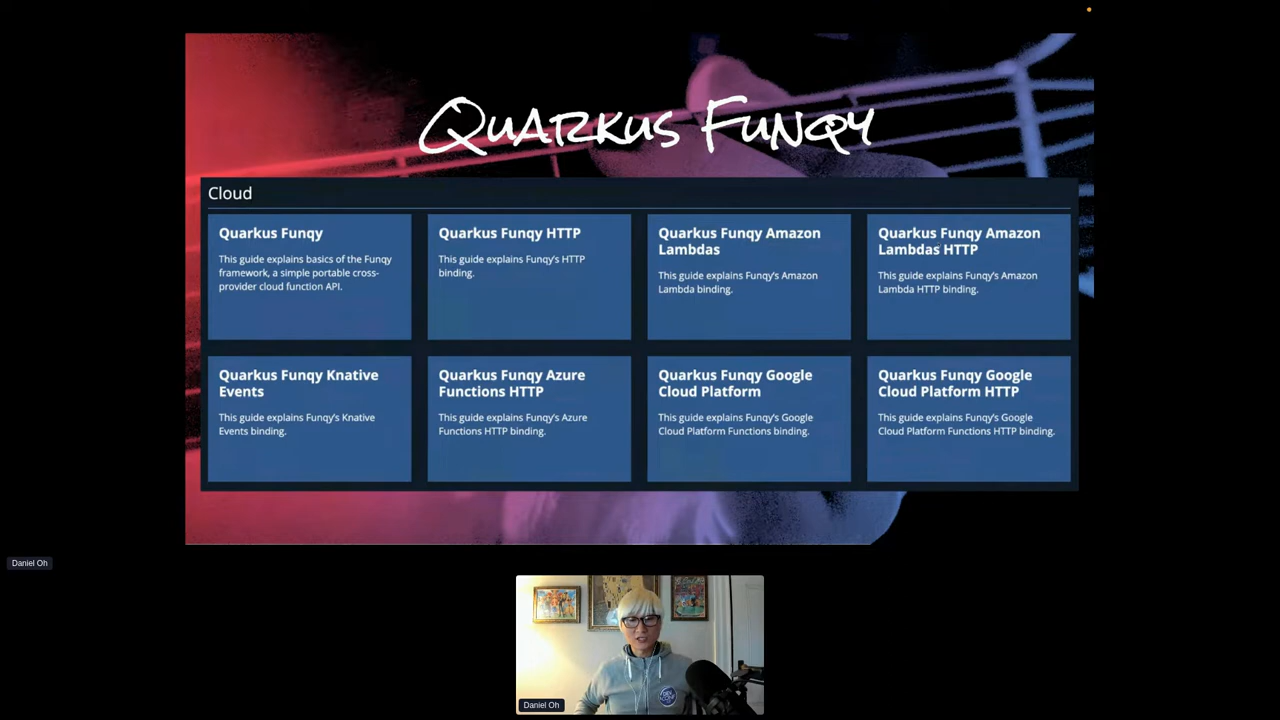 Quarkus Funqy
Cloud
Quarkus Funqy
This guide explains basics of the Funqy
framework, a simple portable cross-
provider cloud function API.
Quarkus Funqy HTTP
This guide explains Funqy's HTTP
binding.
Quarkus Funqy Amazon
Lambdas
This guide explains Funqy's Amazon
Lambda binding.
Quarkus Funqy Amazon
Lambdas HTTP
This guide explains Funqy's Amazon
Lambda HTTP binding.
Quarkus Funqy Knative
Events
This guide explains Funqy's Knative
Events binding.
Quarkus Funqy Azure
Functions HTTP
This guide explains Funqy's Azure
Functions HTTP binding.
Quarkus Funqy Google
Cloud Platform
This guide explains Funqy's Google
Cloud Platform Functions binding.
Quarkus Funqy Google
Cloud Platform HTTP
This guide explains Funqy's Google
Cloud Platform Functions HTTP binding.
Daniel Oh
Daniel Oh